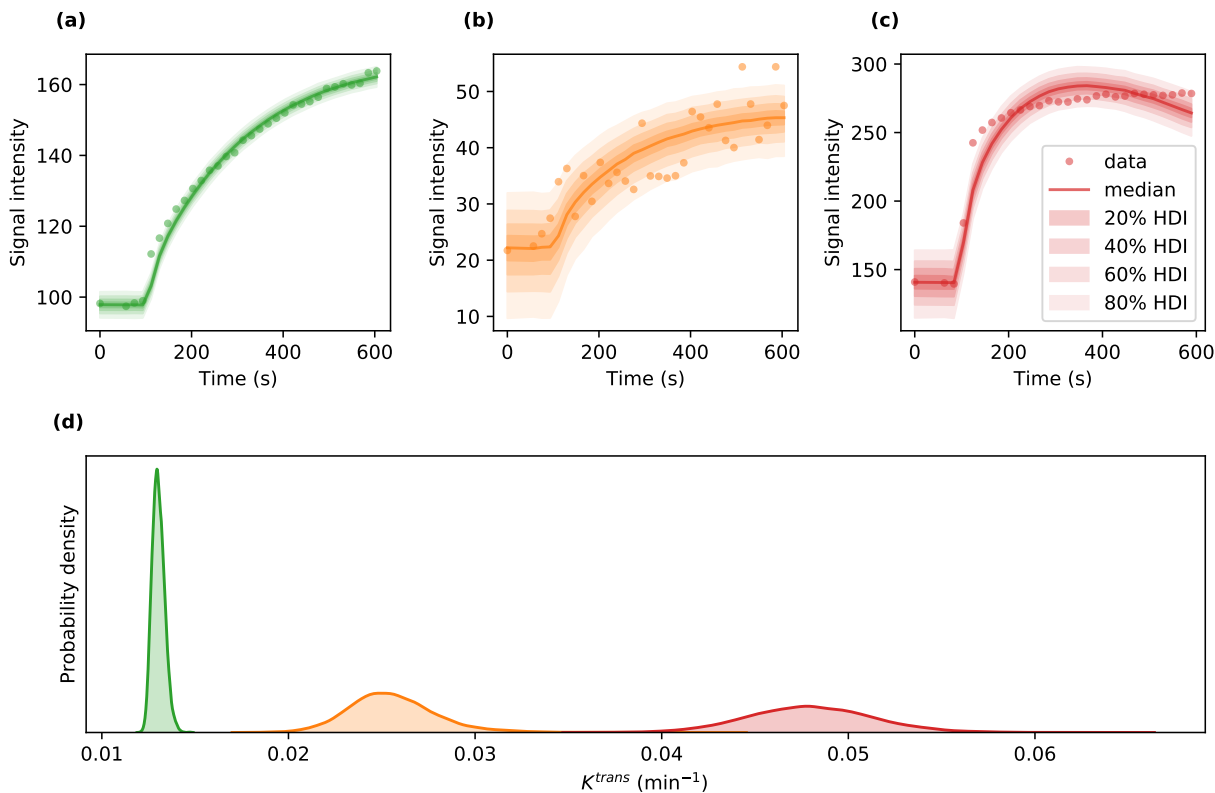 (a)
(b)
(c)
Signal intensity
160
140
120
100
0
200
400
600
Time (s)
Signal intensity
50
40
30
20
10
0
200
400
600
Time (s)
Signal intensity
300
250
200
150
0
200
400
600
Time (s)
data
median
20% HDI
40% HDI
60% HDI
80% HDI
(d)
Probability density
0.01
0.02
0.03
0.04
0.05
0.06
K^{trans} (min⁻¹)